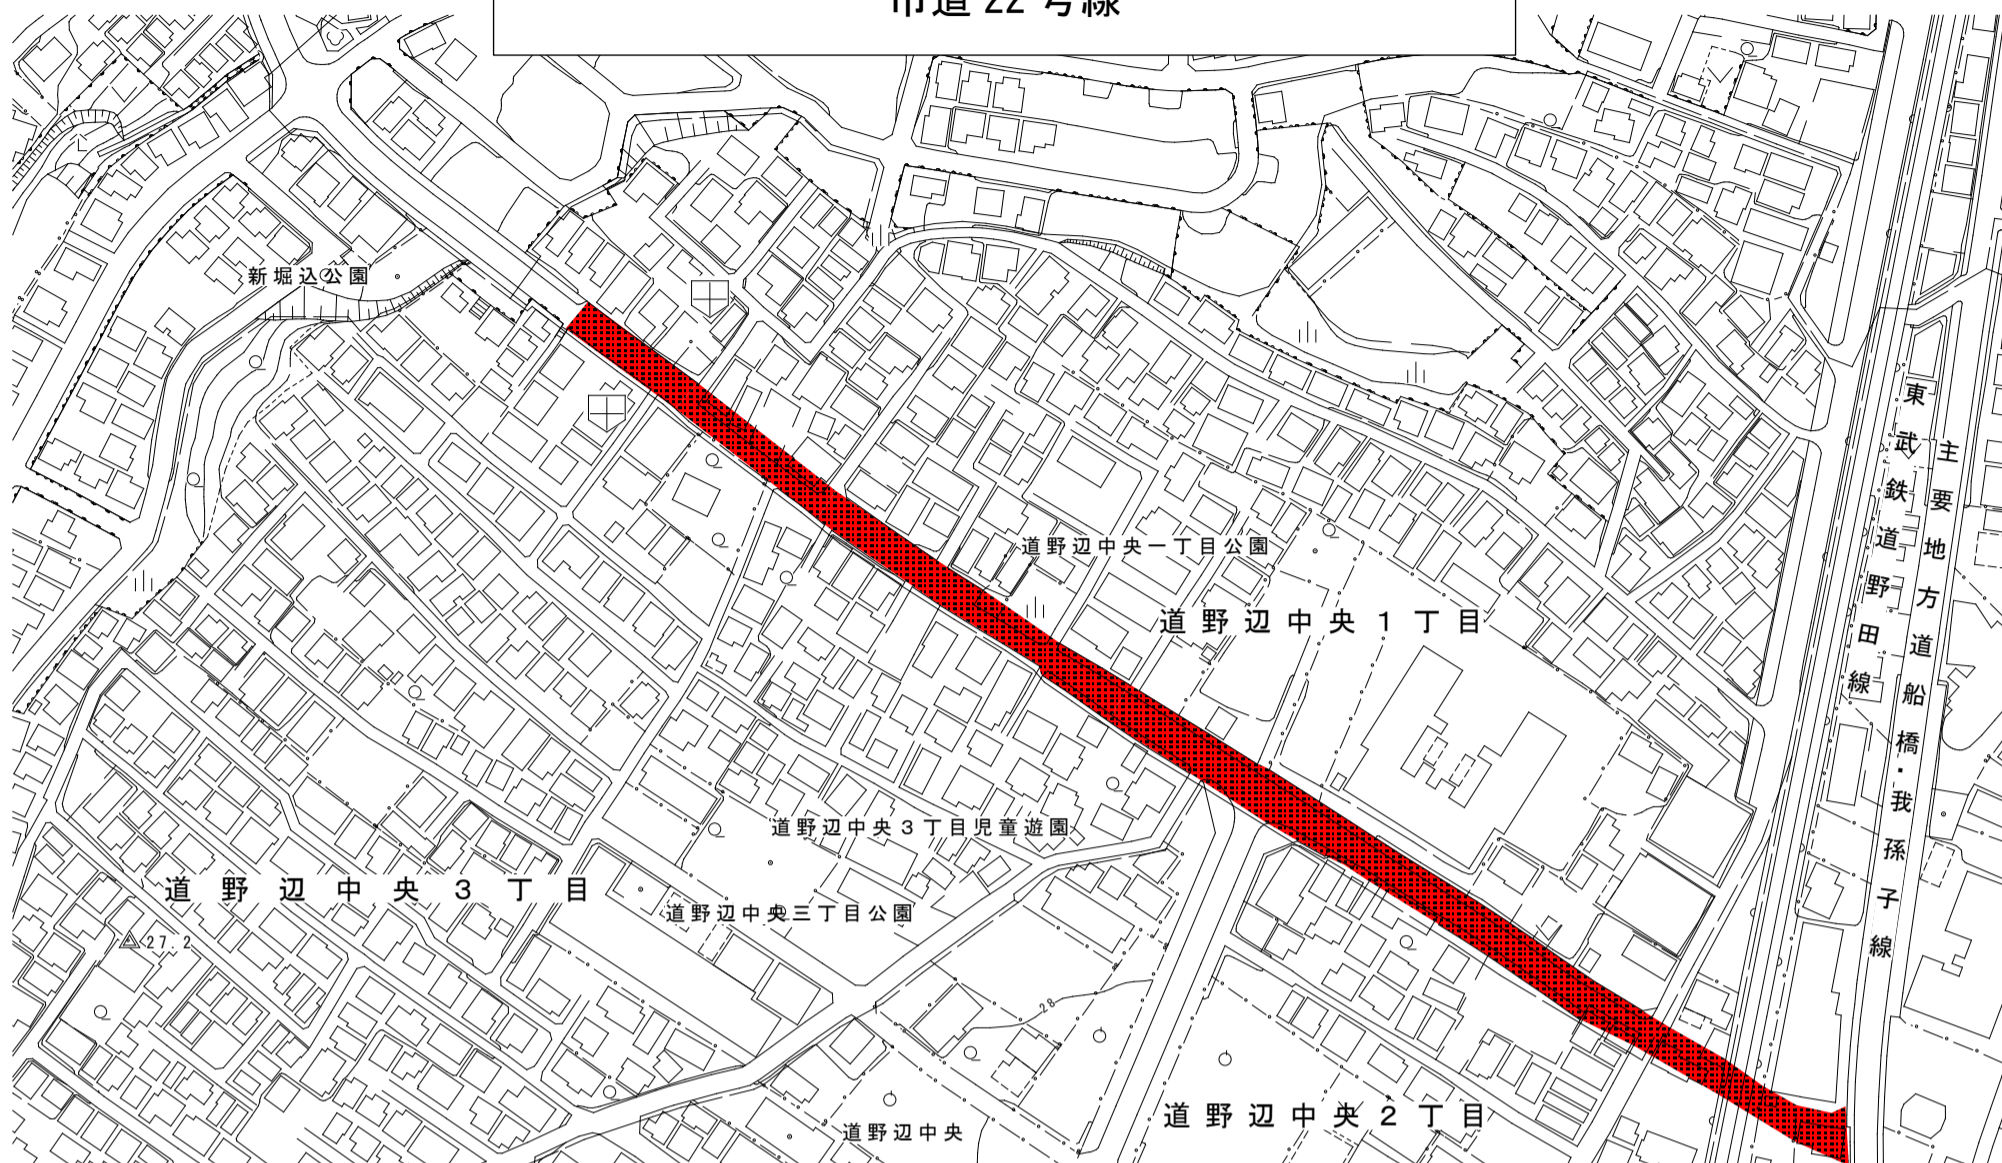 市道22号線
新堀込公園
東武鉄道野田線
主要地方道船橋・我孫子線
道野辺中央一丁目公園
道野辺中央1丁目
道野辺中央3丁目児童遊園
道野辺中央3丁目
道野辺中央三丁目公園
27.2
28
道野辺中央2丁目
道野辺中央